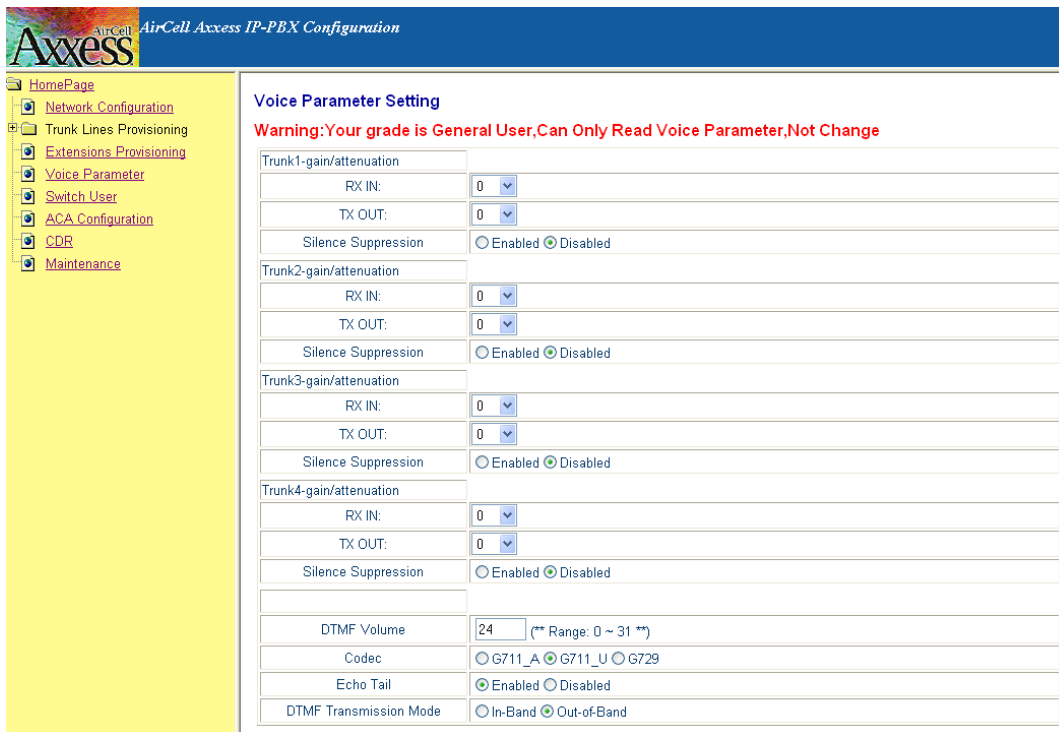 AirCell
Axxess
AirCell Axxess IP-PBX Configuration
HomePage
Network Configuration
Trunk Lines Provisioning
Extensions Provisioning
Voice Parameter
Switch User
ACA Configuration
CDR
Maintenance
Voice Parameter Setting
Warning:Your grade is General User,Can Only Read Voice Parameter,Not Change
Trunk1-gain/attenuation
RX IN: 0
TX OUT: 0
Silence Suppression Enabled Disabled
Trunk2-gain/attenuation
RX IN: 0
TX OUT: 0
Silence Suppression Enabled Disabled
Trunk3-gain/attenuation
RX IN: 0
TX OUT: 0
Silence Suppression Enabled Disabled
Trunk4-gain/attenuation
RX IN: 0
TX OUT: 0
Silence Suppression Enabled Disabled
DTMF Volume 24 (** Range: 0 ~ 31 **)
Codec G711_A G711_U G729
Echo Tail Enabled Disabled
DTMF Transmission Mode In-Band Out-of-Band